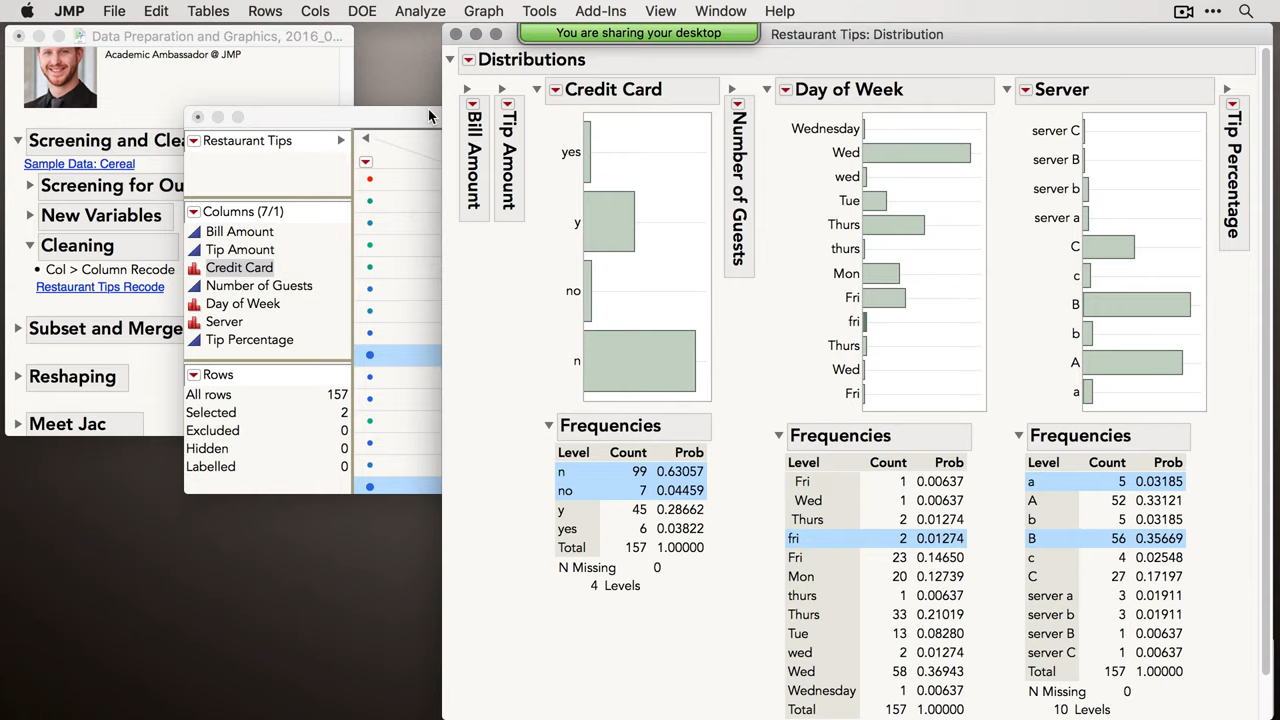 JMP File Edit Tables Rows Cols DOE Analyze Graph Tools Add-Ins View Window Help
Data Preparation and Graphics, 2016_0...
Academic Ambassador @ JMP
Screening and Clea
Sample Data: Cereal
Screening for Ou
New Variables
Cleaning
• Col > Column Recode
Restaurant Tips Recode
Subset and Merge
Reshaping
Meet Jac
Restaurant Tips
Columns (7/1)
Bill Amount
Tip Amount
Credit Card
Number of Guests
Day of Week
Server
Tip Percentage
Rows
All rows 157
Selected 2
Excluded 0
Hidden 0
Labelled 0
You are sharing your desktop
Restaurant Tips: Distribution
Distributions
Bill Amount
Tip Amount
Credit Card
yes
y
no
n
Frequencies
Level Count Prob
n 99 0.63057
no 7 0.04459
y 45 0.28662
yes 6 0.03822
Total 157 1.00000
N Missing 0
4 Levels
Number of Guests
Day of Week
Wednesday
Wed
wed
Tue
Thurs
thurs
Mon
Fri
fri
Thurs
Wed
Fri
Frequencies
Level Count Prob
Fri 1 0.00637
Wed 1 0.00637
Thurs 2 0.01274
fri 2 0.01274
Fri 23 0.14650
Mon 20 0.12739
thurs 1 0.00637
Thurs 33 0.21019
Tue 13 0.08280
wed 2 0.01274
Wed 58 0.36943
Wednesday 1 0.00637
Total 157 1.00000
Server
server C
server B
server b
server a
C
c
B
b
A
a
Frequencies
Level Count Prob
a 5 0.03185
A 52 0.33121
b 5 0.03185
B 56 0.35669
c 4 0.02548
C 27 0.17197
server a 3 0.01911
server b 3 0.01911
server B 1 0.00637
server C 1 0.00637
Total 157 1.00000
N Missing 0
10 Levels
Tip Percentage